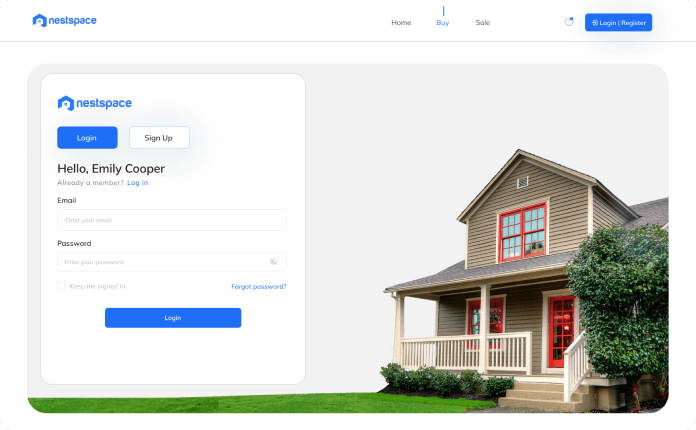 nestspace
Home
Buy
Sale
Login | Register
nestspace
Login
Sign Up
Hello, Emily Cooper
Already a member? Log in
Email
Enter your email
Password
Enter your password
Keep me signed in
Forgot password?
Login